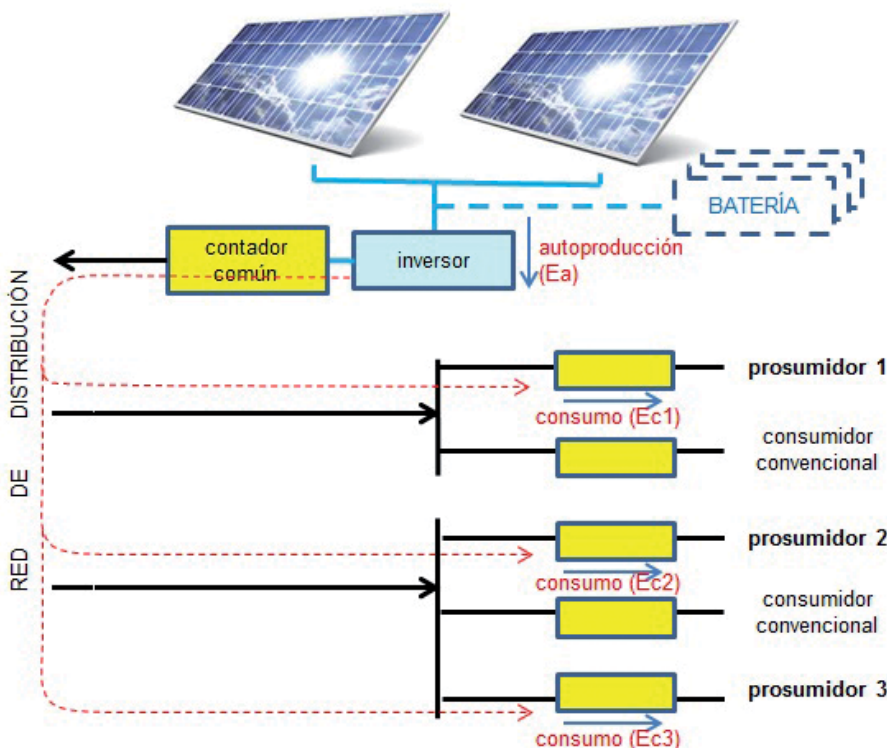 BATERÍA
contador
común
inversor
autoproducción
(Ea)
RED DE DISTRIBUCIÓN
prosumidor 1
consumo (Ec1)
consumidor
convencional
prosumidor 2
consumo (Ec2)
consumidor
convencional
prosumidor 3
consumo (Ec3)